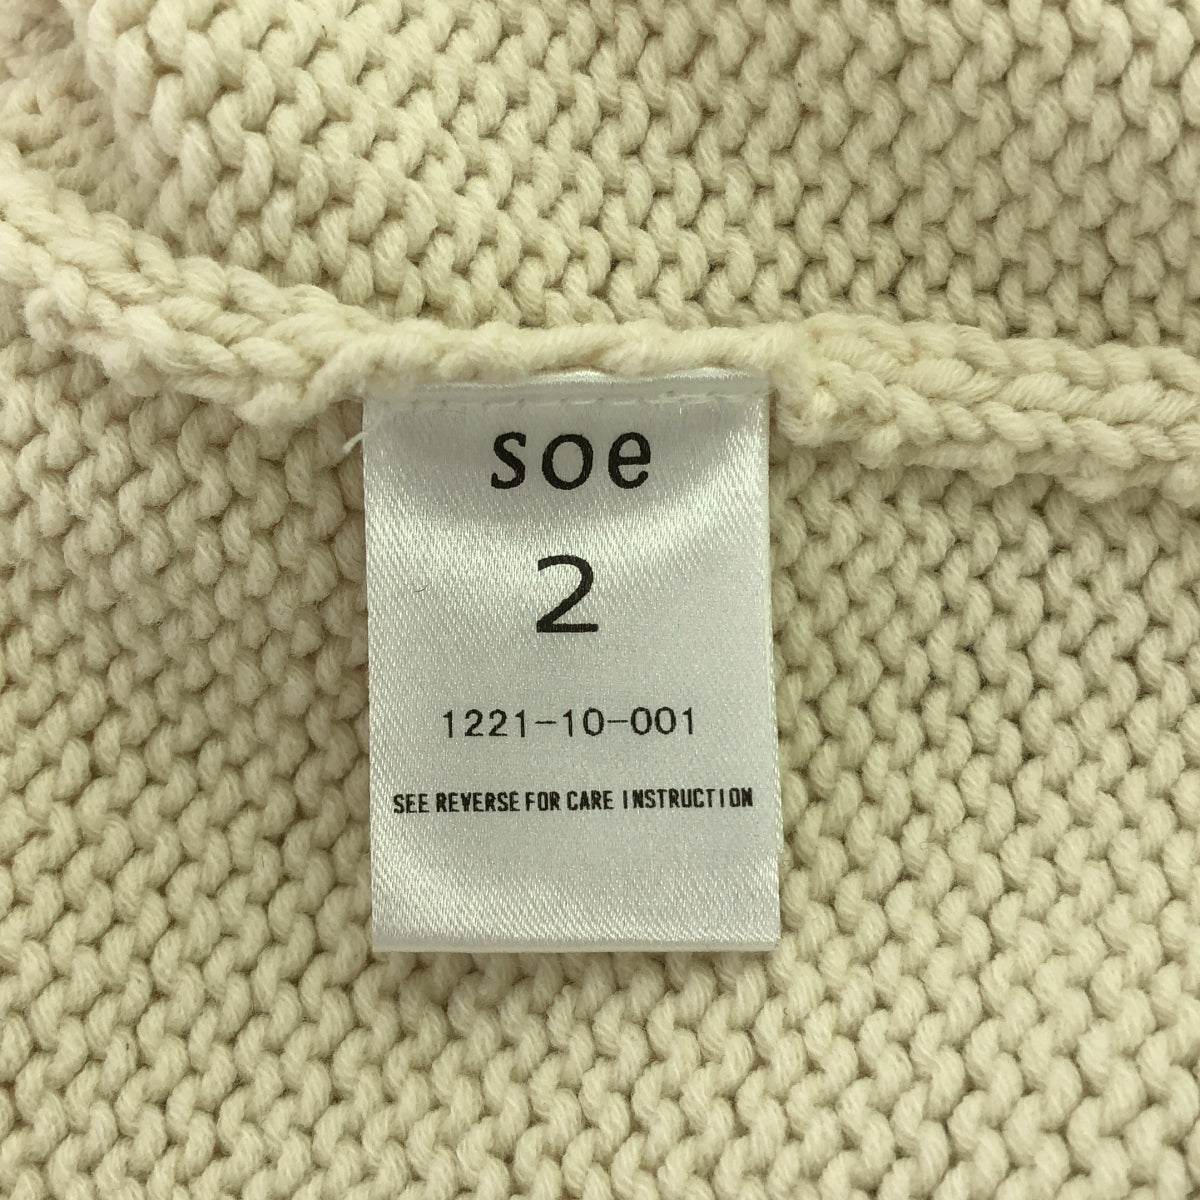 soe
2
1221-10-001
SEE REVERSE FOR CARE INSTRUCTION